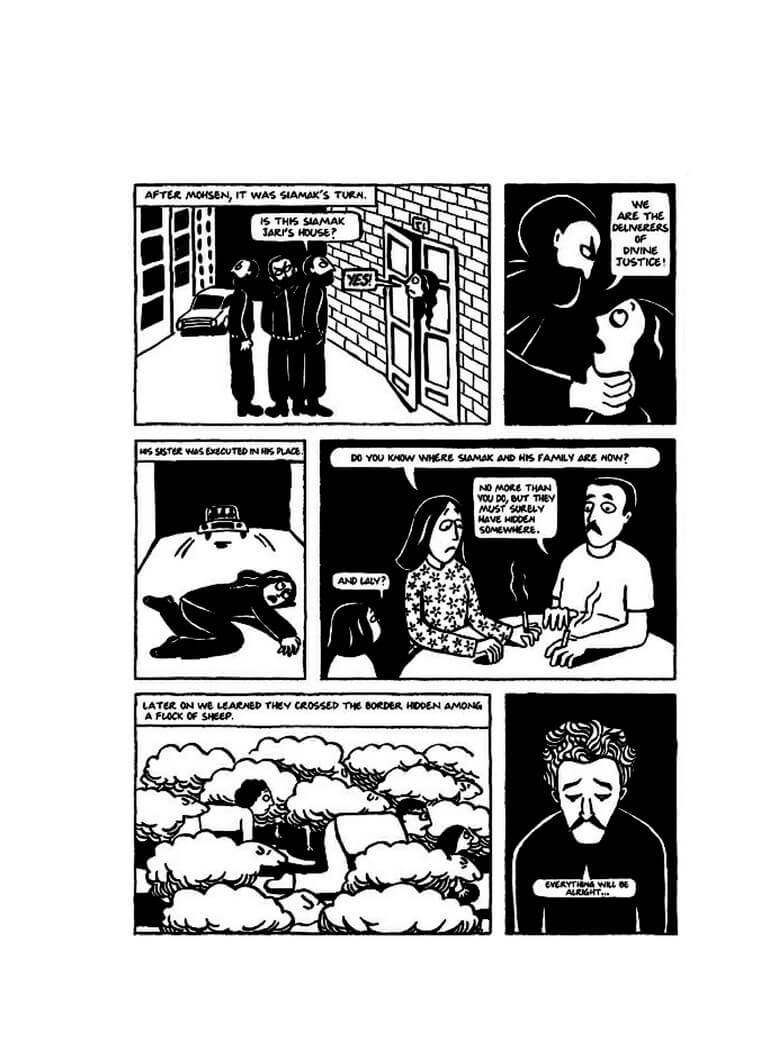 AFTER MOHSEN, IT WAS SIAMAK'S TURN.
IS THIS SIAMAK
JARI'S HOUSE?
YES!
WE
ARE THE
DELIVERERS
OF
DIVINE
JUSTICE!
HIS SISTER WAS EXECUTED IN HIS PLACE.
DO YOU KNOW WHERE SIAMAK AND HIS FAMILY ARE NOW?
NO MORE THAN
YOU DO, BUT THEY
MUST SURELY
HAVE HIDDEN
SOMEWHERE.
AND LALY?
LATER ON WE LEARNED THEY CROSSED THE BORDER HIDDEN AMONG
A FLOCK OF SHEEP.
EVERYTHING WILL BE
ALRIGHT...